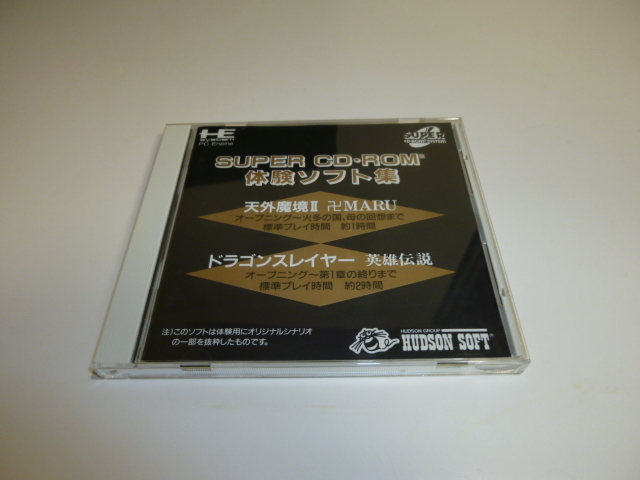 HE
SYSTEM
PC Engine
SUPER
CD-ROM² SYSTEM
SUPER CD・ROM²
体験ソフト集
天外魔境II 卍MARU
オープニング〜火多の国、母の回想まで
標準プレイ時間 約1時間
ドラゴンスレイヤー 英雄伝説
オープニング〜第1章の終りまで
標準プレイ時間 約2時間
注)このソフトは体験用にオリジナルシナリオ
の一部を抜粋したものです。
HUDSON GROUP
HUDSON SOFT®